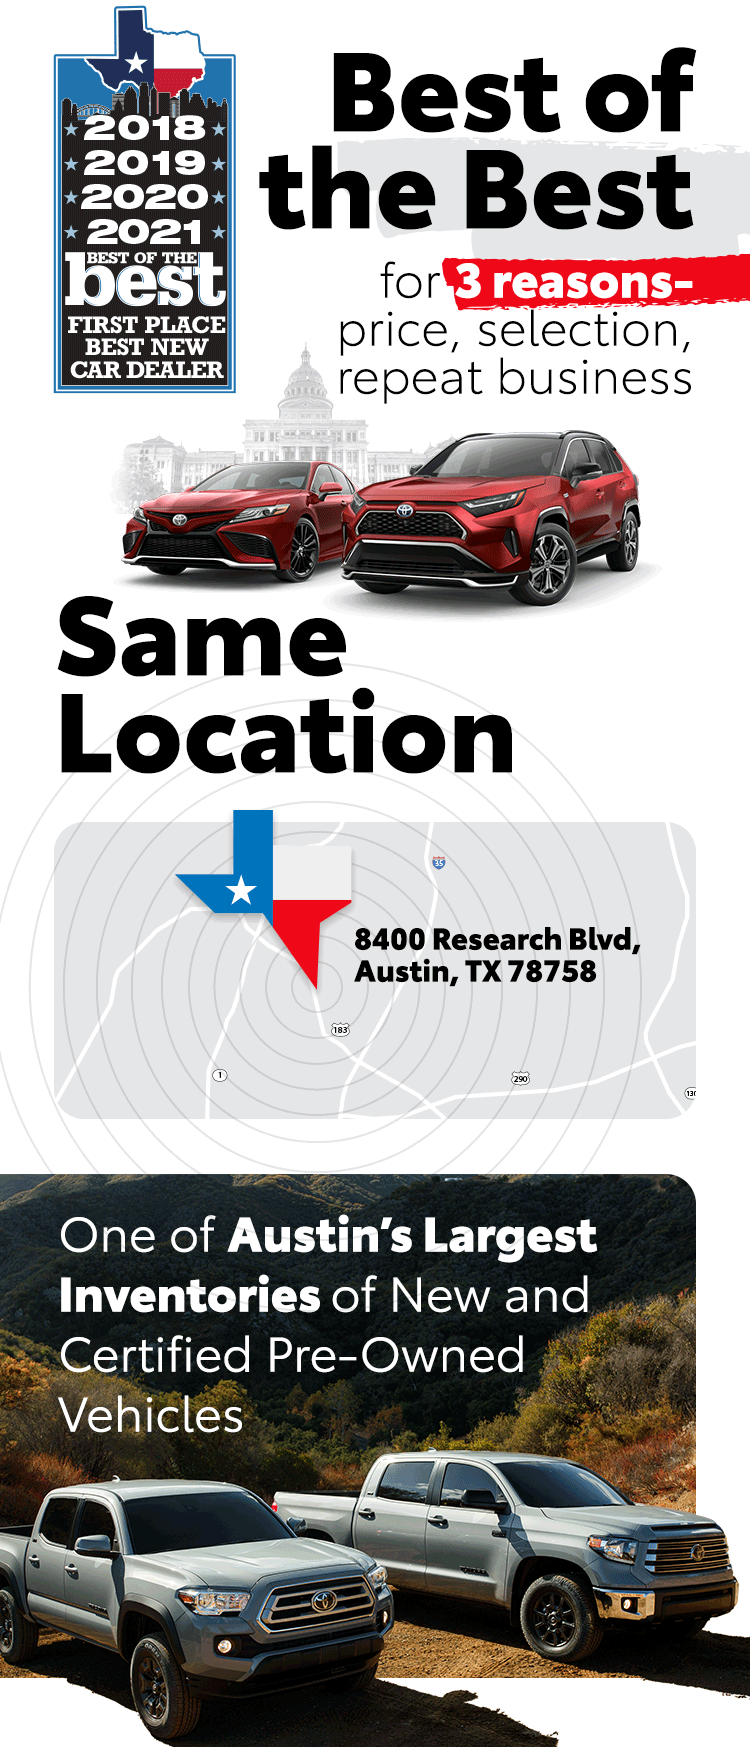 2018
2019
2020
2021
BEST OF THE
best
FIRST PLACE
BEST NEW
CAR DEALER
Best of
the Best
for 3 reasons-
price, selection,
repeat business
Same
Location
35
8400 Research Blvd,
Austin, TX 78758
183
1
290
130
One of Austin's Largest
Inventories of New and
Certified Pre-Owned
Vehicles